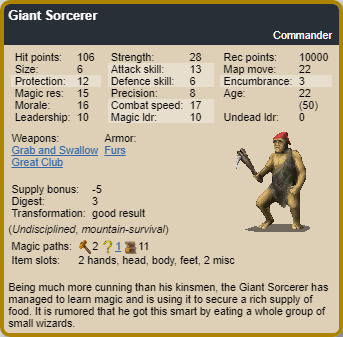 Giant Sorcerer
Commander
Hit points: 106 Strength: 28 Rec points: 10000
Size: 6 Attack skill: 13 Map move: 22
Protection: 12 Defence skill: 6 Encumbrance: 3
Magic res: 15 Precision: 8 Age: 22
Morale: 16 Combat speed: 17 (50)
Leadership: 10 Magic ldr: 10 Undead ldr: 0
Weapons: Armor:
Grab and Swallow Furs
Great Club
Supply bonus: -5
Digest: 3
Transformation: good result
(Undisciplined, mountain-survival)
Magic paths: 2 ? 1 11
Item slots: 2 hands, head, body, feet, 2 misc
Being much more cunning than his kinsmen, the Giant Sorcerer has
managed to learn magic and is using it to secure a rich supply of
food. It is rumored that he got this smart by eating a whole group of
small wizards.